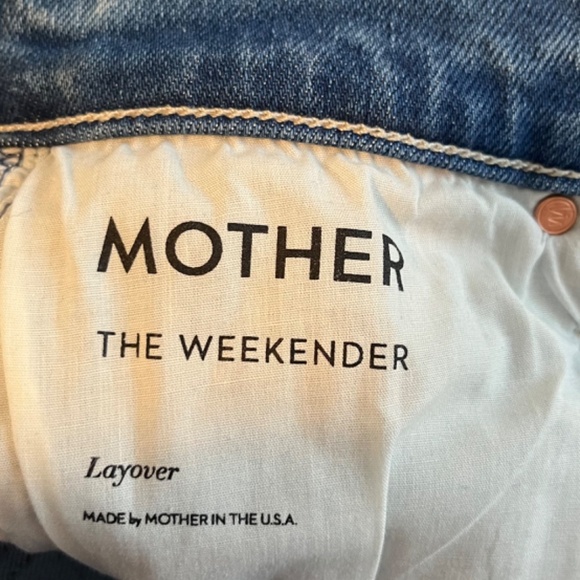 MOTHER
THE WEEKENDER
Layover
MADE by MOTHER IN THE U.S.A.